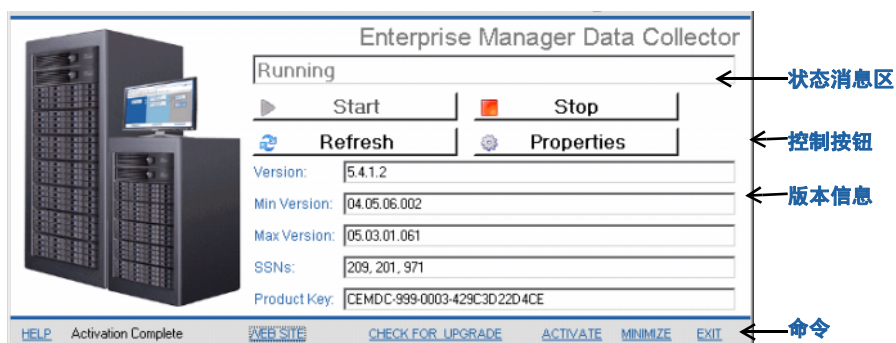 Enterprise Manager Data Collector
Running
状态消息区
Start
Stop
Refresh
Properties
控制按钮
Version: 5.4.1.2
版本信息
Min Version: 04.05.06.002
Max Version: 05.03.01.061
SSNs: 209, 201, 971
Product Key: CEMDC-999-0003-429C3D22D4CE
HELP Activation Complete WEB SITE CHECK FOR UPGRADE ACTIVATE MINIMIZE EXIT
命令